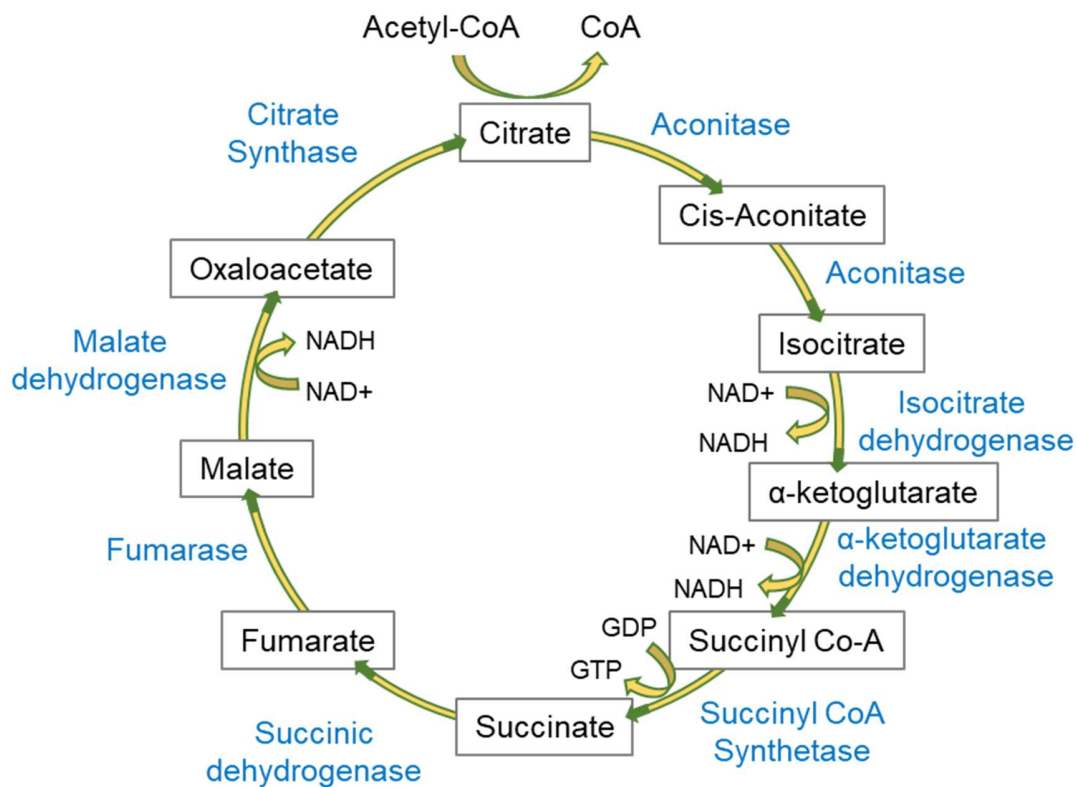 Acetyl-CoA
CoA
Citrate
Synthase
Citrate
Aconitase
Cis-Aconitate
Aconitase
Isocitrate
NAD+
NADH
Isocitrate
dehydrogenase
α-ketoglutarate
NAD+
NADH
α-ketoglutarate
dehydrogenase
Succinyl Co-A
GDP
GTP
Succinyl CoA
Synthetase
Succinate
Succinic
dehydrogenase
Fumarate
Fumarase
Malate
Malate
dehydrogenase
NADH
NAD+
Oxaloacetate